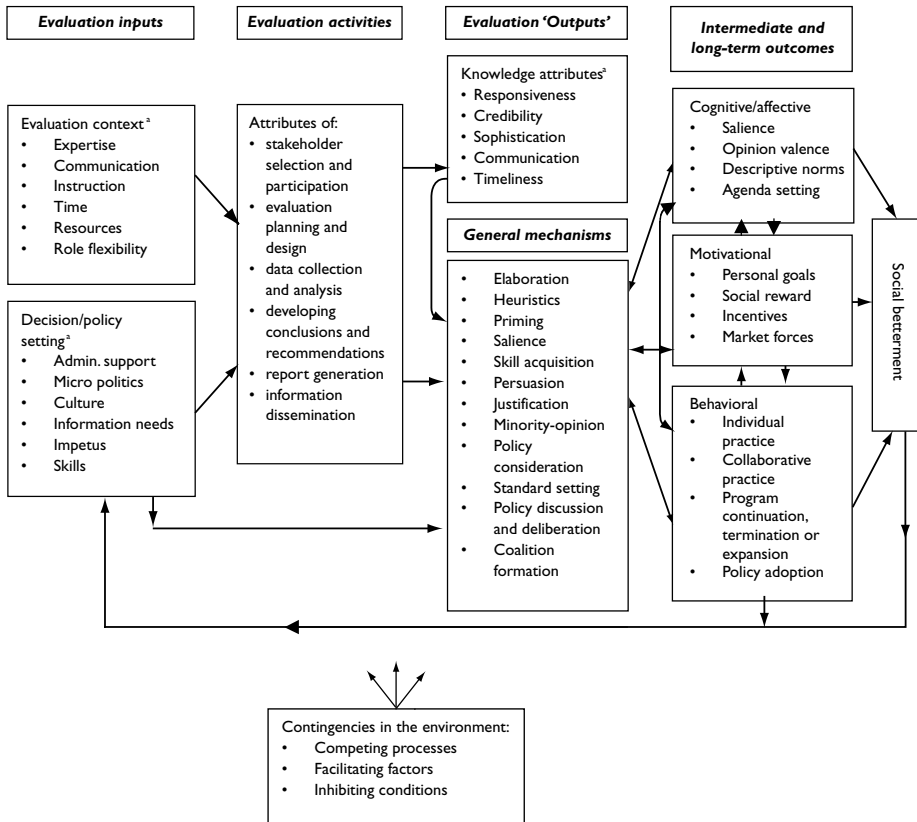 Evaluation inputs
Evaluation context a
• Expertise
• Communication
• Instruction
• Time
• Resources
• Role flexibility
Decision/policy
setting a
• Admin. support
• Micro politics
• Culture
• Information needs
• Impetus
• Skills
Evaluation activities
Attributes of:
• stakeholder
selection and
participation
• evaluation
planning and
design
• data collection
and analysis
• developing
conclusions and
recommendations
• report generation
• information
dissemination
Evaluation ‘Outputs’
Knowledge attributes a
• Responsiveness
• Credibility
• Sophistication
• Communication
• Timeliness
General mechanisms
• Elaboration
• Heuristics
• Priming
• Salience
• Skill acquisition
• Persuasion
• Justification
• Minority-opinion
• Policy
consideration
• Standard setting
• Policy discussion
and deliberation
• Coalition
formation
Intermediate and
long-term outcomes
Cognitive/affective
• Salience
• Opinion valence
• Descriptive norms
• Agenda setting
Motivational
• Personal goals
• Social reward
• Incentives
• Market forces
Behavioral
• Individual
practice
• Collaborative
practice
• Program
continuation,
termination or
expansion
• Policy adoption
Social betterment
Contingencies in the environment:
• Competing processes
• Facilitating factors
• Inhibiting conditions